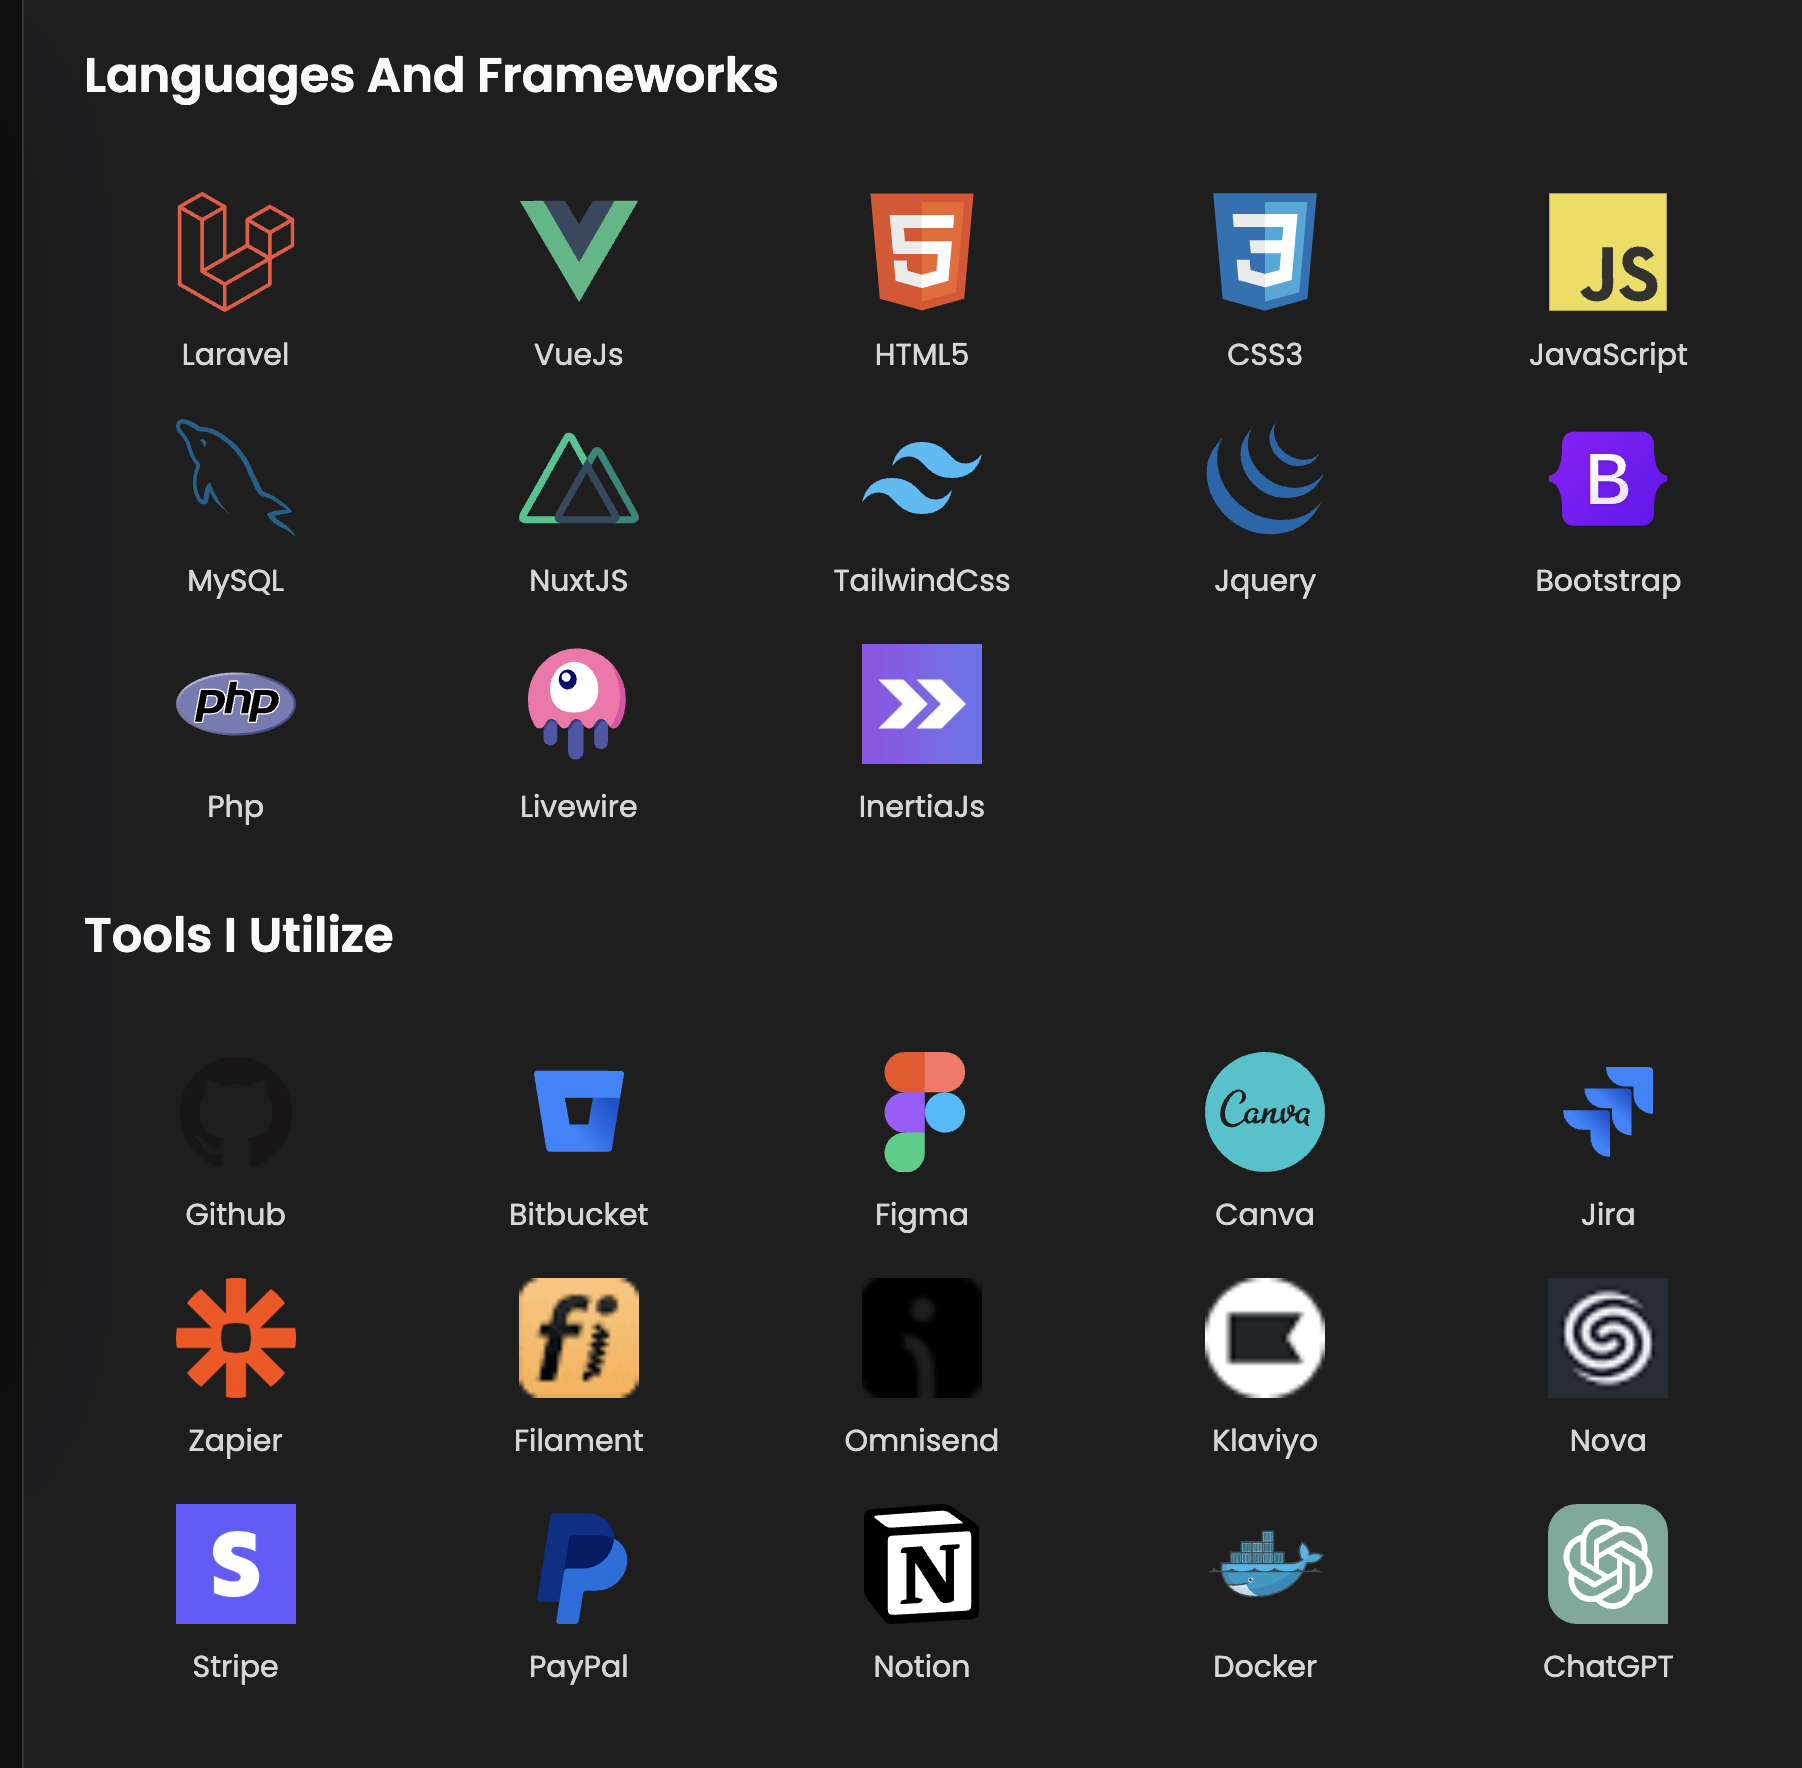 Languages And Frameworks
JS
Laravel VueJs HTML5 CSS3 JavaScript
B
MySQL NuxtJS TailwindCss Jquery Bootstrap
php
Php Livewire InertiaJs
Tools I Utilize
Canva
Github Bitbucket Figma Canva Jira
fi
Zapier Filament Omnisend Klaviyo Nova
S N
Stripe PayPal Notion Docker ChatGPT